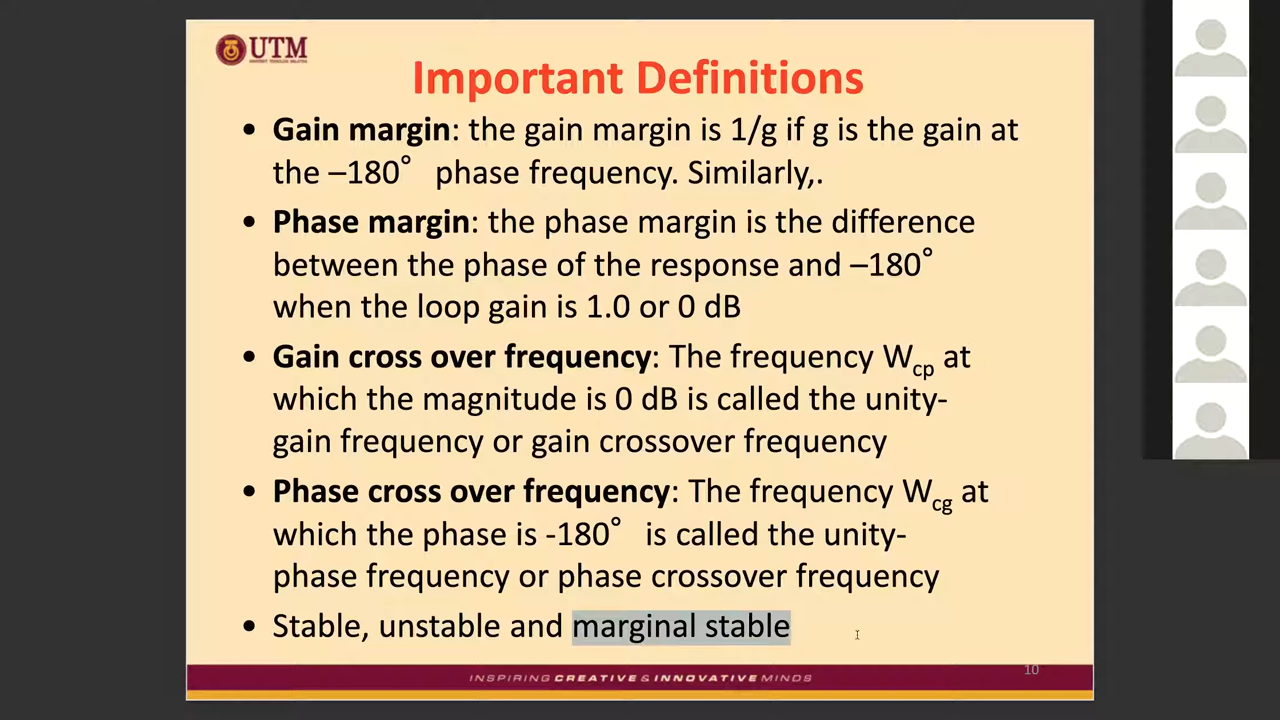 UTM
Important Definitions
• Gain margin: the gain margin is 1/g if g is the gain at
the –180° phase frequency. Similarly,.
• Phase margin: the phase margin is the difference
between the phase of the response and –180°
when the loop gain is 1.0 or 0 dB
• Gain cross over frequency: The frequency Wcp at
which the magnitude is 0 dB is called the unity-
gain frequency or gain crossover frequency
• Phase cross over frequency: The frequency Wcg at
which the phase is -180° is called the unity-
phase frequency or phase crossover frequency
• Stable, unstable and marginal stable
10
INSPIRING CREATIVE & INNOVATIVE MINDS